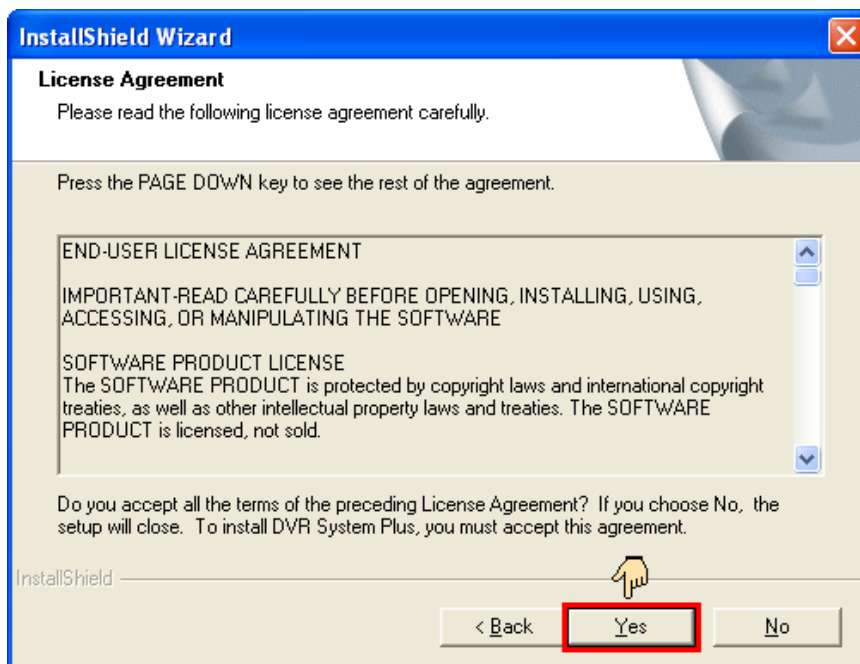 InstallShield Wizard
License Agreement
Please read the following license agreement carefully.
Press the PAGE DOWN key to see the rest of the agreement.
END-USER LICENSE AGREEMENT
IMPORTANT-READ CAREFULLY BEFORE OPENING, INSTALLING, USING,
ACCESSING, OR MANIPULATING THE SOFTWARE
SOFTWARE PRODUCT LICENSE
The SOFTWARE PRODUCT is protected by copyright laws and international copyright
treaties, as well as other intellectual property laws and treaties. The SOFTWARE
PRODUCT is licensed, not sold.
Do you accept all the terms of the preceding License Agreement? If you choose No, the
setup will close. To install DVR System Plus, you must accept this agreement.
InstallShield
< Back Yes No